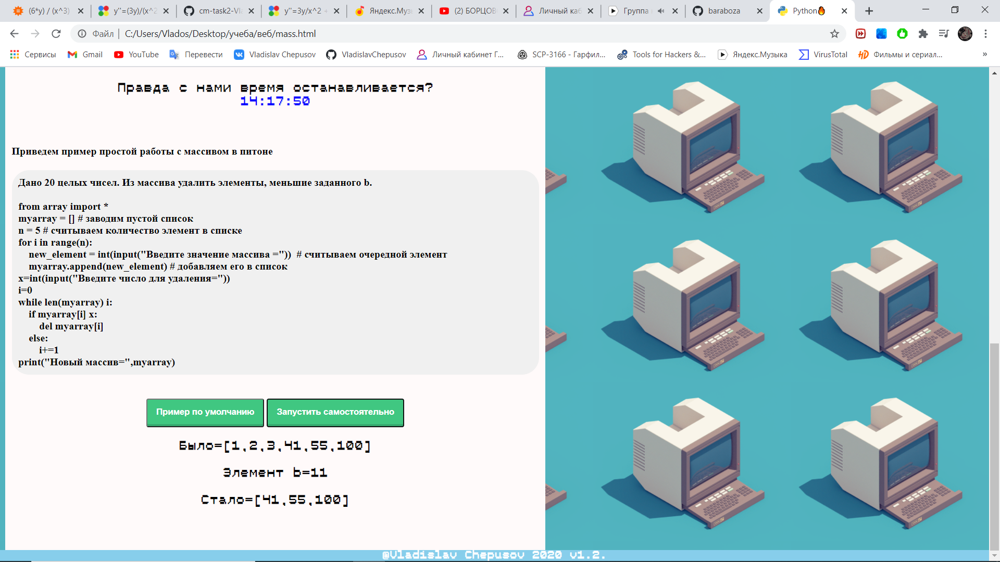 (6*y) / (x^3)
y''=(3y)/(x^2
cm-task2-Vla
y''=3y/x^2 +
Яндекс.Музы
(2) БОРЦОВ
Личный каб
Группа
baraboza
Python🔥
Файл | C:/Users/Vlados/Desktop/учеба/веб/mass.html
Сервисы Gmail YouTube Перевести Vladislav Chepusov VladislavChepusov Личный кабинет Г... SCP-3166 - Гарфил... Tools for Hackers &... Яндекс.Музыка VirusTotal Фильмы и сериал... »
Правда с нами время останавливается?
14:17:50
Приведем пример простой работы с массивом в питоне
Дано 20 целых чисел. Из массива удалить элементы, меньшие заданного b.
from array import *
myarray = [] # заводим пустой список
n = 5 # считываем количество элемент в списке
for i in range(n):
new_element = int(input("Введите значение массива =")) # считываем очередной элемент
myarray.append(new_element) # добавляем его в список
x=int(input("Введите число для удаления="))
i=0
while len(myarray) i:
if myarray[i] x:
del myarray[i]
else:
i+=1
print("Новый массив=",myarray)
Пример по умолчанию Запустить самостоятельно
Было=[1,2,3,41,55,100]
Элемент b=11
Стало=[41,55,100]
@Vladislav Chepusov 2020 v1.2.